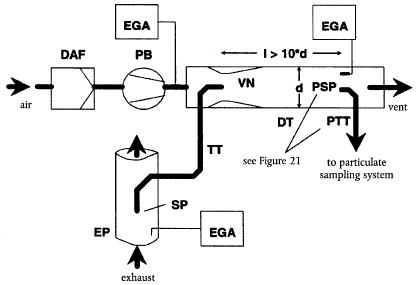 EGA
DAF
PB
l > 10*d
EGA
air
VN
d
PSP
vent
DT
PTT
TT
see Figure 21
to particulate
sampling system
SP
EP
EGA
exhaust